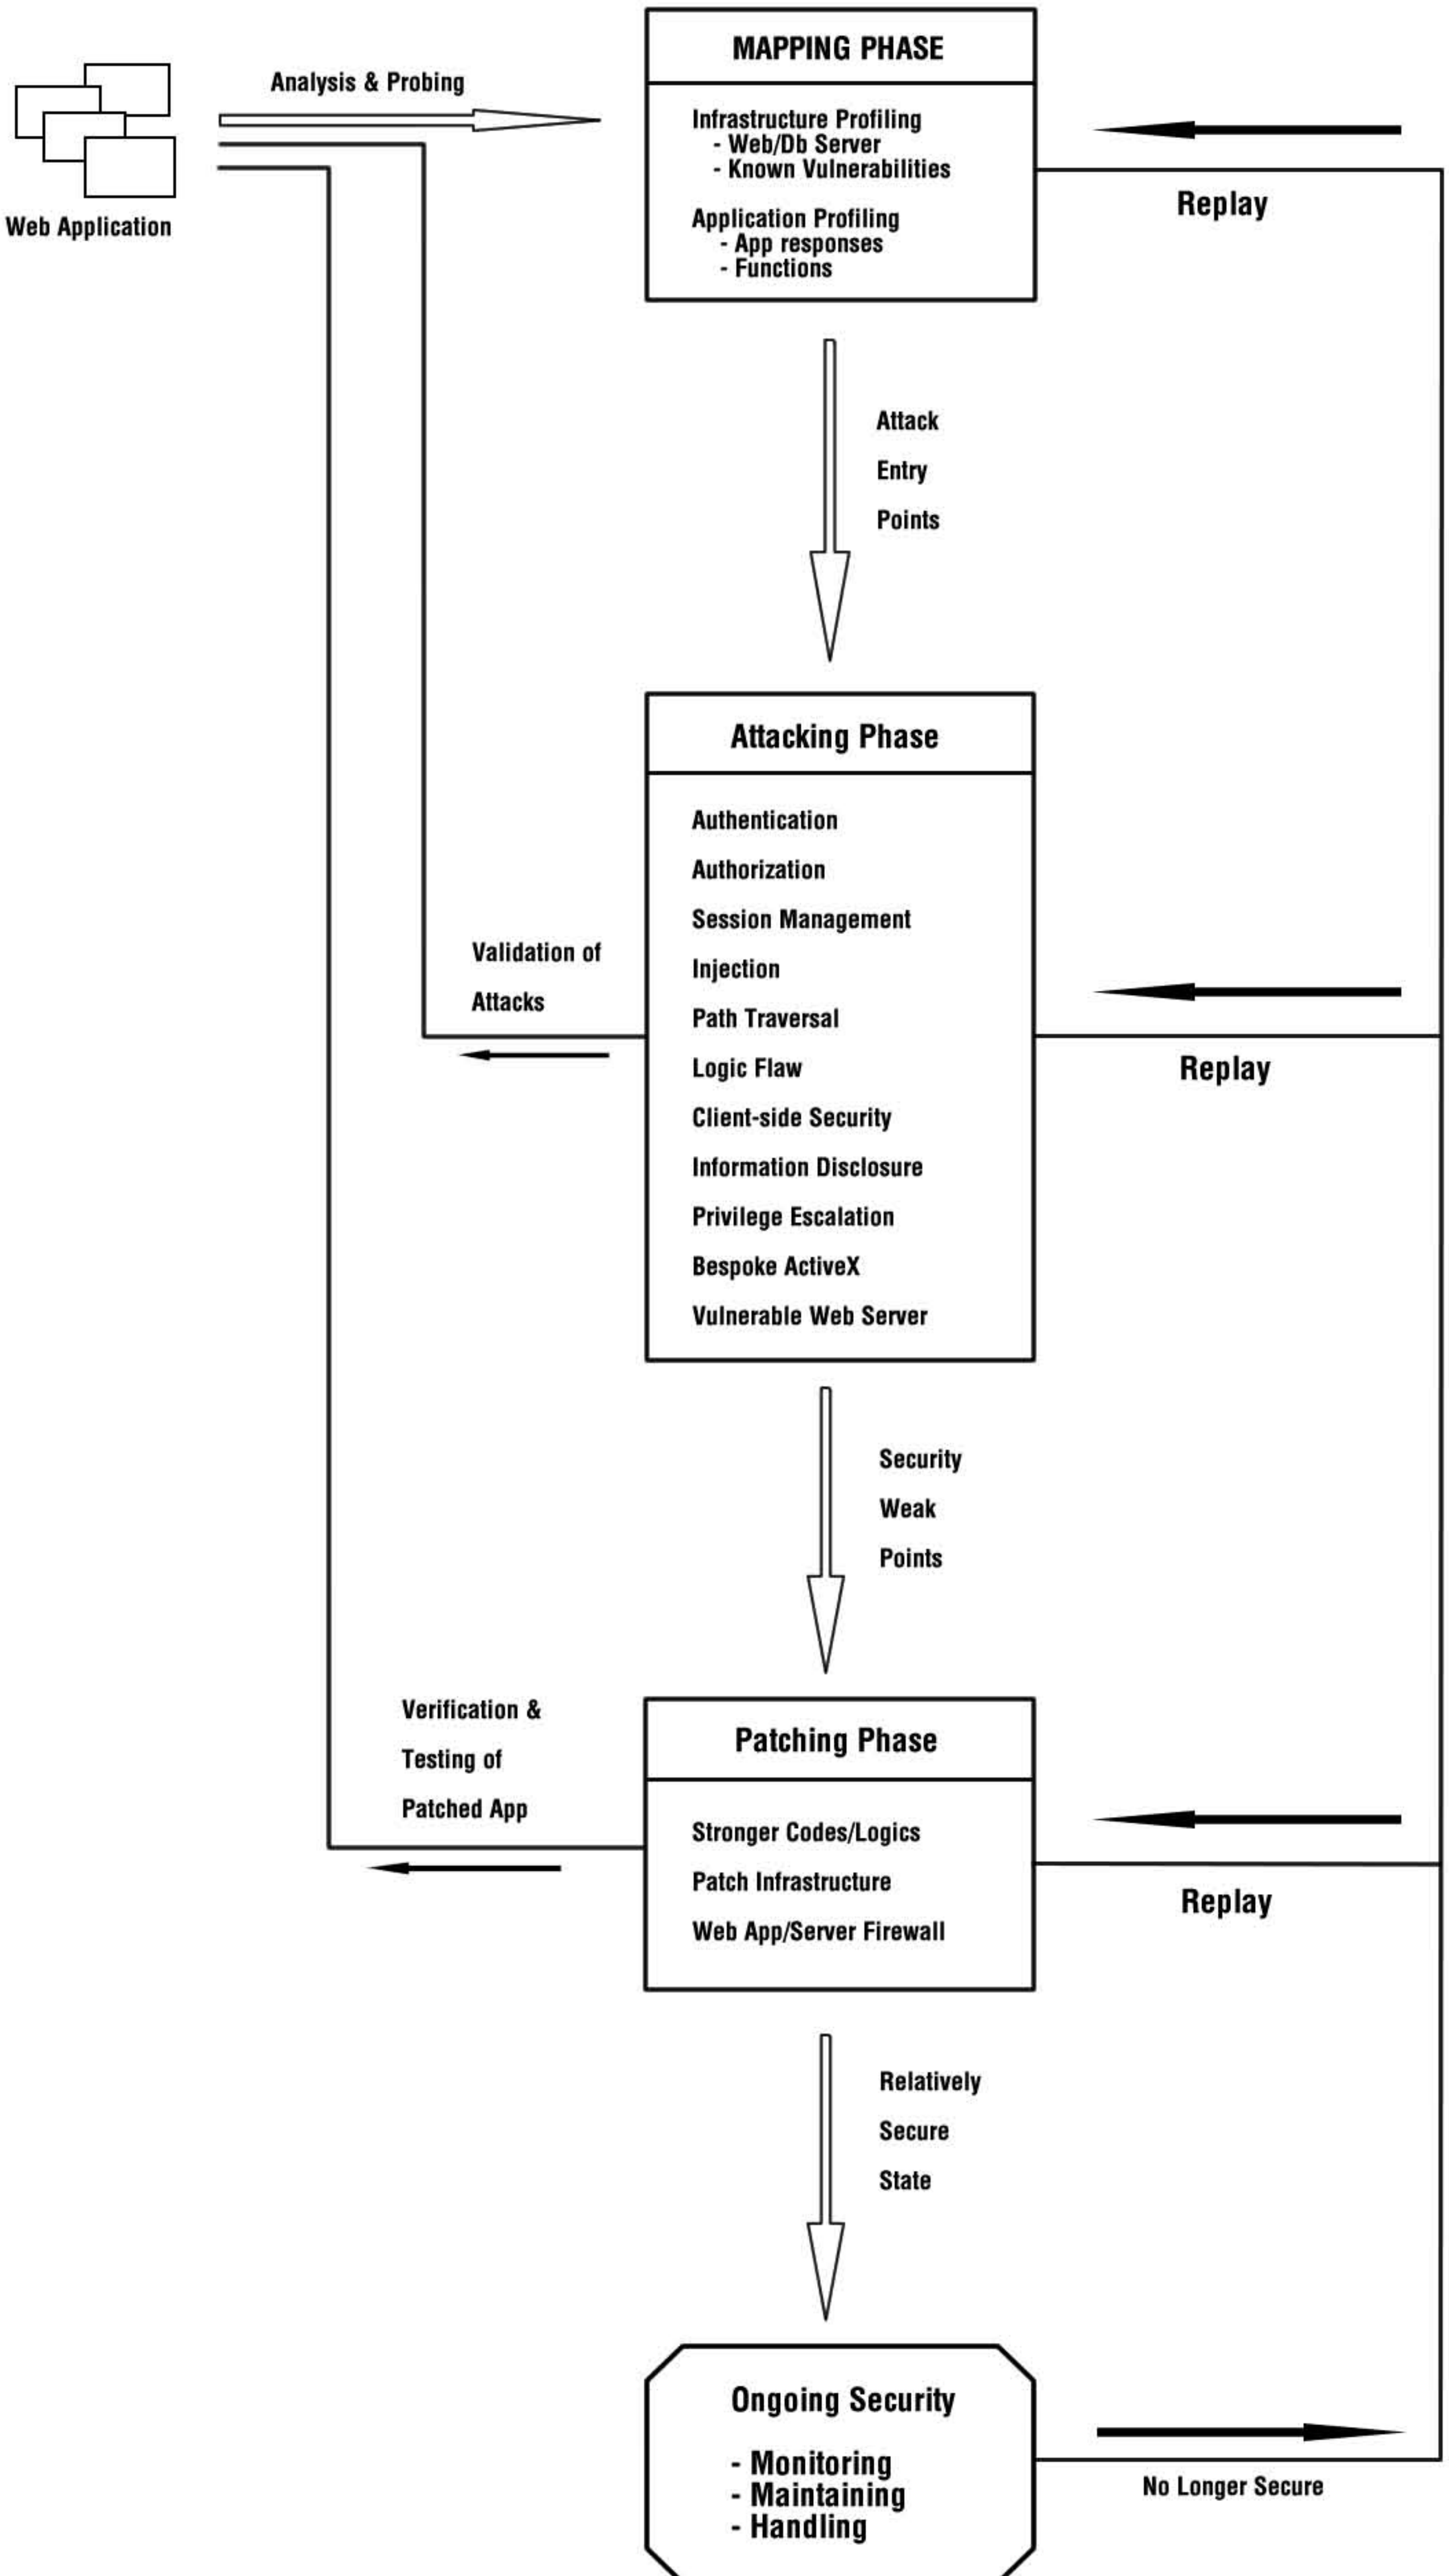 MAPPING PHASE
Analysis & Probing
Infrastructure Profiling
- Web/Db Server
- Known Vulnerabilities
Application Profiling
- App responses
- Functions
Web Application
Replay
Attack
Entry
Points
Attacking Phase
Authentication
Authorization
Session Management
Injection
Path Traversal
Logic Flaw
Client-side Security
Information Disclosure
Privilege Escalation
Bespoke ActiveX
Vulnerable Web Server
Validation of
Attacks
Replay
Security
Weak
Points
Verification &
Testing of
Patched App
Patching Phase
Stronger Codes/Logics
Patch Infrastructure
Web App/Server Firewall
Replay
Relatively
Secure
State
Ongoing Security
- Monitoring
- Maintaining
- Handling
No Longer Secure